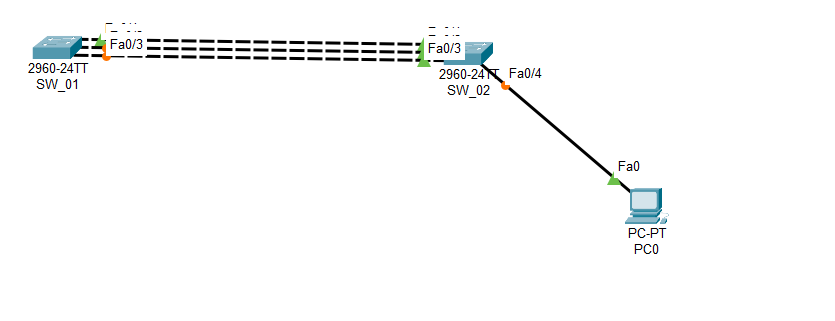 Fa0/3
2960-24TT
SW_01
Fa0/3
2960-24TT
SW_02
Fa0/4
Fa0
PC-PT
PC0